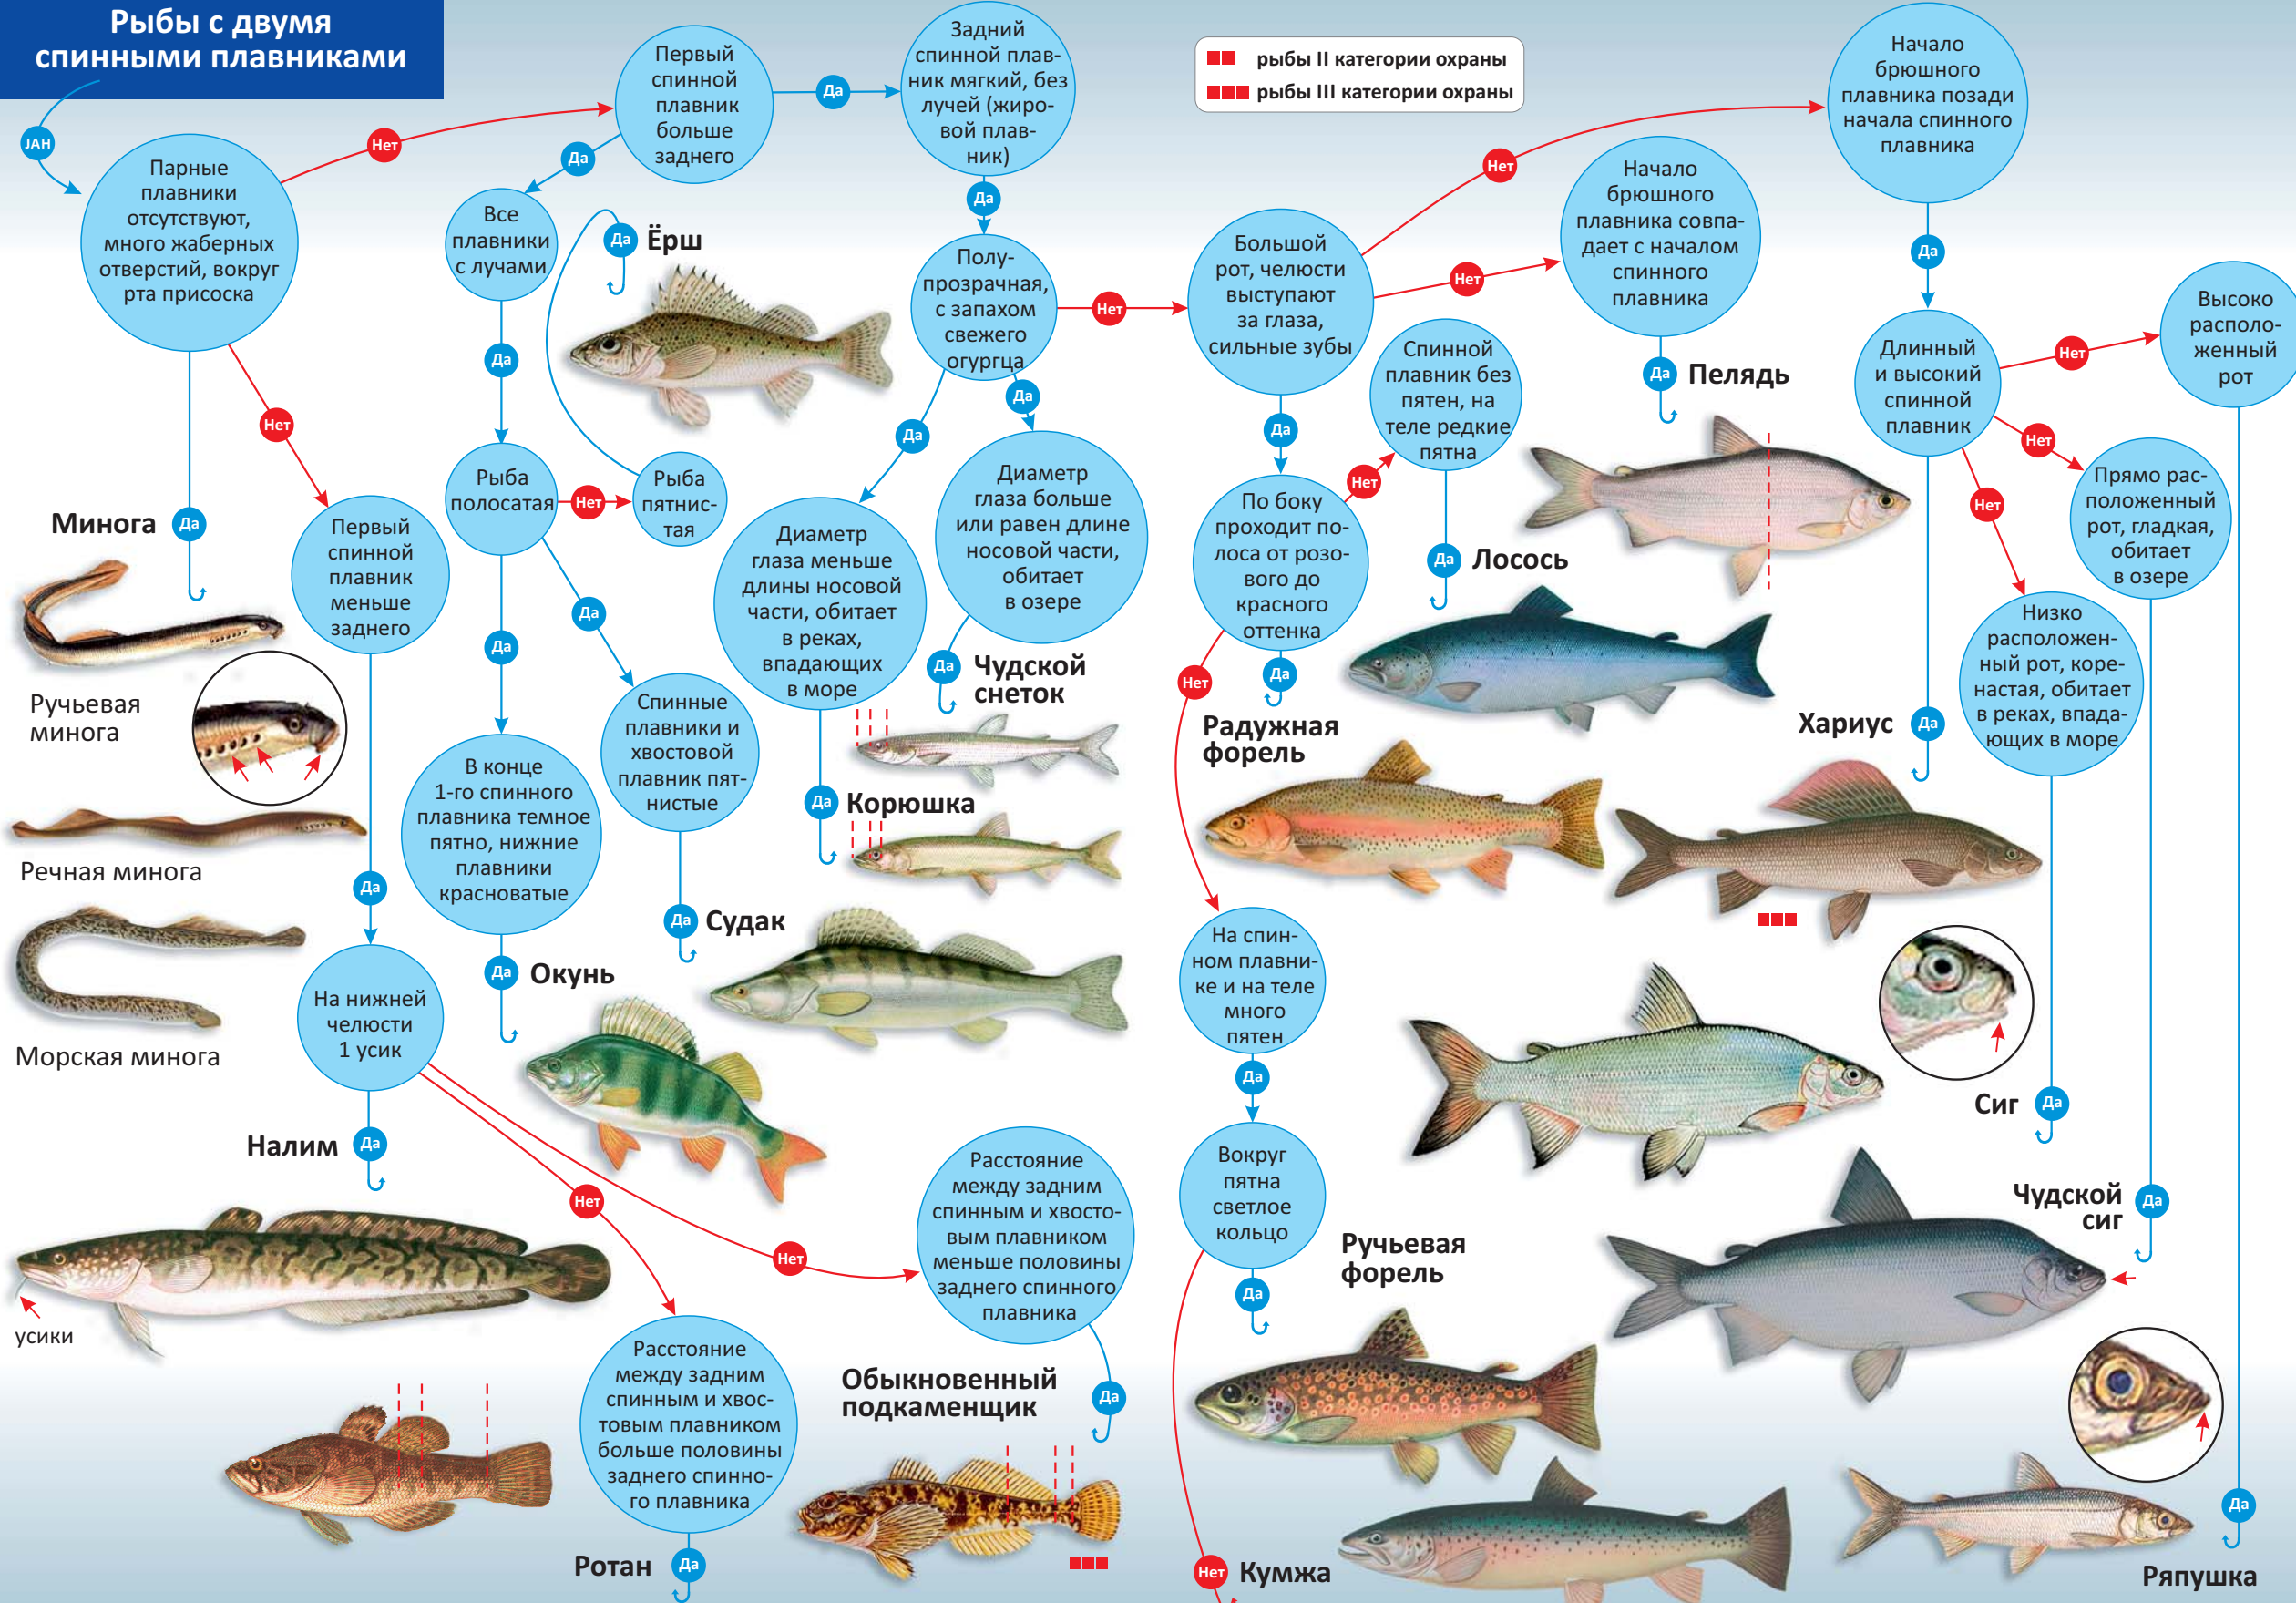 Рыбы с двумя
спинными плавниками
JAH
Парные
плавники
отсутствуют,
много жаберных
отверстий, вокруг
рта присоска
Нет
Первый
спинной
плавник
больше
заднего
Да
Задний
спинной плав-
ник мягкий, без
лучей (жиро-
вой плав-
ник)
рыбы II категории охраны
рыбы III категории охраны
Да
Все
плавники
с лучами
Да
Ёрш
Да
Полу-
прозрачная,
с запахом
свежего
огургца
Нет
Большой
рот, челюсти
выступают
за глаза,
сильные зубы
Нет
Начало
брюшного
плавника позади
начала спинного
плавника
Нет
Начало
брюшного
плавника совпа-
дает с началом
спинного
плавника
Да
Пелядь
Да
Длинный
и высокий
спинной
плавник
Нет
Высоко
располо-
женный
рот
Нет
Прямо рас-
положенный
рот, гладкая,
обитает
в озере
Нет
Низко
расположен-
ный рот, коре-
настая, обитает
в реках, впада-
ющих в море
Да
Рыба
полосатая
Нет
Рыба
пятнис-
тая
Да
Диаметр
глаза меньше
длины носовой
части, обитает
в реках,
впадающих
в море
Да
Диаметр
глаза больше
или равен длине
носовой части,
обитает
в озере
Да
По боку
проходит по-
лоса от розо-
вого до
красного
оттенка
Нет
Спинной
плавник без
пятен, на
теле редкие
пятна
Да
Лосось
Минога
Да
Нет
Первый
спинной
плавник
меньше
заднего
Ручьевая
минога
Речная минога
Морская минога
Да
Да
Спинные
плавники и
хвостовой
плавник пят-
нистые
Да
В конце
1-го спинного
плавника темное
пятно, нижние
плавники
красноватые
Да
Чудской
снеток
Да
Корюшка
Да
Судак
Да
Окунь
Нет
Да
Радужная
форель
Хариус
Да
Да
На нижней
челюсти
1 усик
Налим
Да
усики
Нет
Нет
Расстояние
между задним
спинным и хвосто-
вым плавником
меньше половины
заднего спинного
плавника
Расстояние
между задним
спинным и хвос-
товым плавником
больше половины
заднего спинно-
го плавника
Обыкновенный
подкаменщик
Да
Ротан
Да
На спин-
ном плавни-
ке и на теле
много
пятен
Да
Вокруг
пятна
светлое
кольцо
Да
Ручьевая
форель
Нет
Кумжа
Сиг
Да
Чудской
сиг
Да
Да
Ряпушка